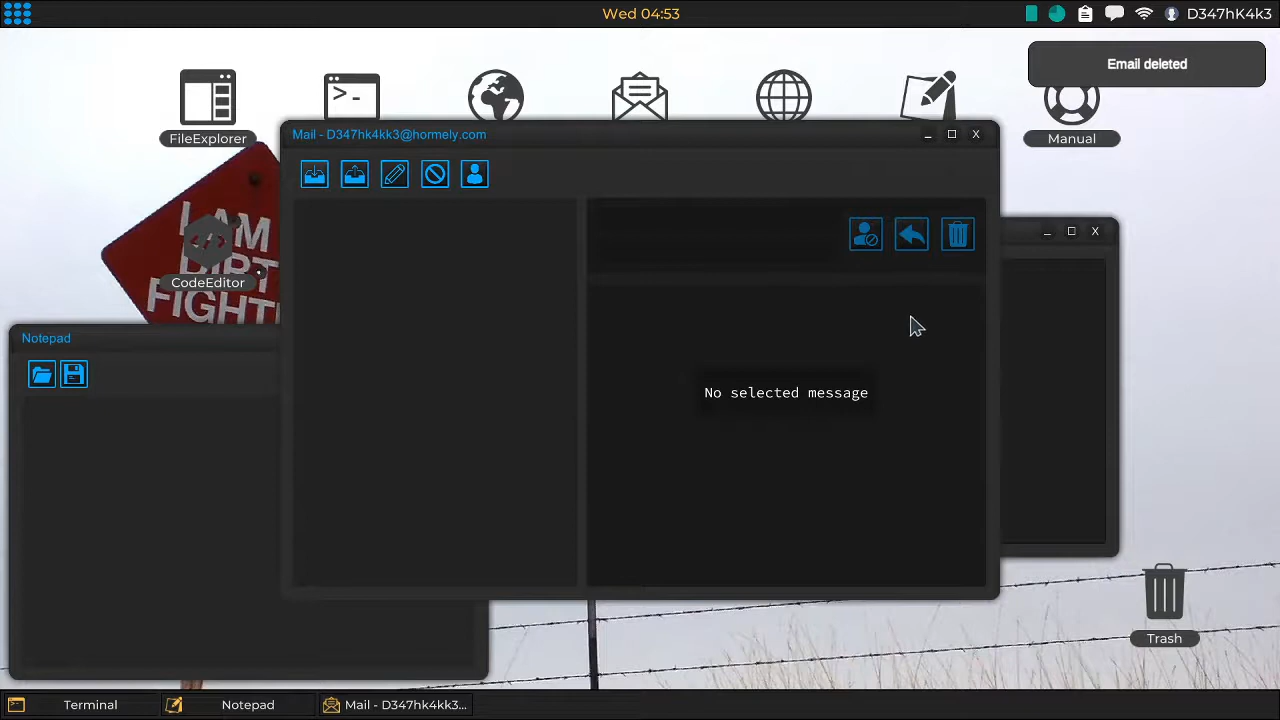 Wed 04:53
D347hK4k3
Email deleted
FileExplorer
Manual
Mail - D347hk4kk3@hormely.com
I AM
DIRT
FIGHTI
CodeEditor
Notepad
No selected message
Trash
Terminal
Notepad
Mail - D347hk4kk3...